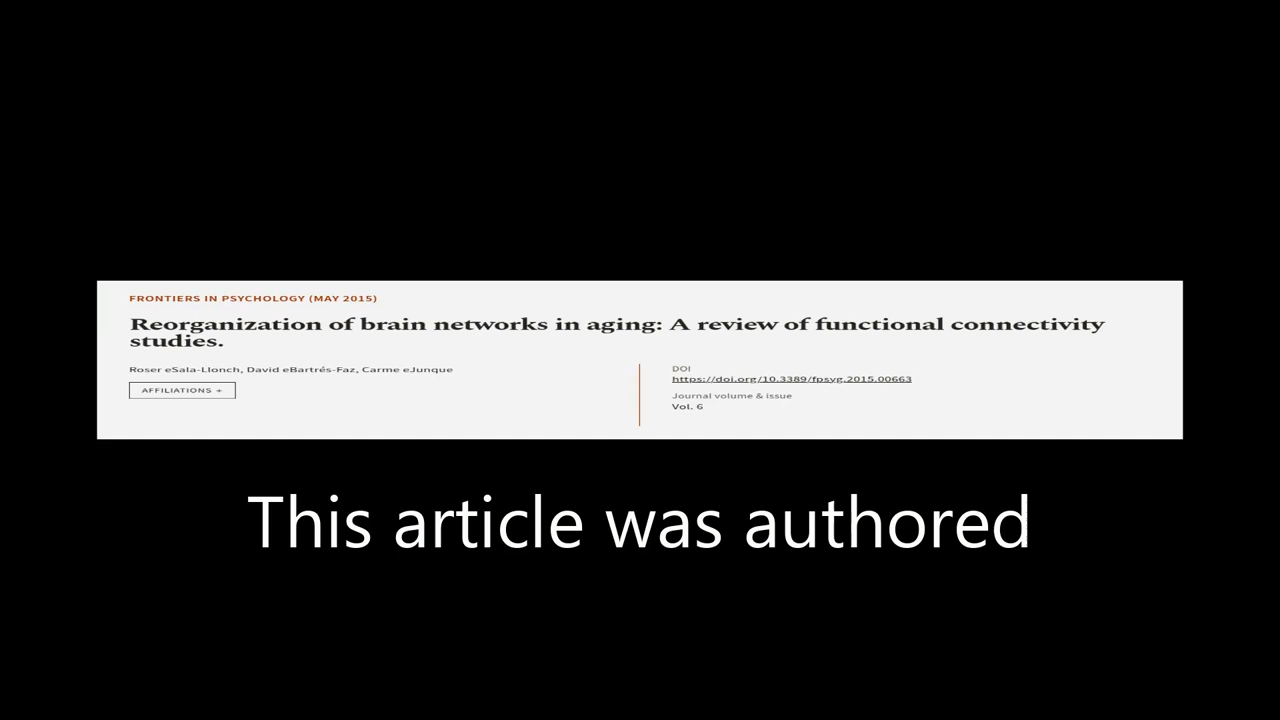 FRONTIERS IN PSYCHOLOGY (MAY 2015)
Reorganization of brain networks in aging: A review of functional connectivity
studies.
Roser eSala-Llonch, David eBartrés-Faz, Carme eJunque
AFFILIATIONS +
DOI
https://doi.org/10.3389/fpsyg.2015.00663
Journal volume & issue
Vol. 6
This article was authored